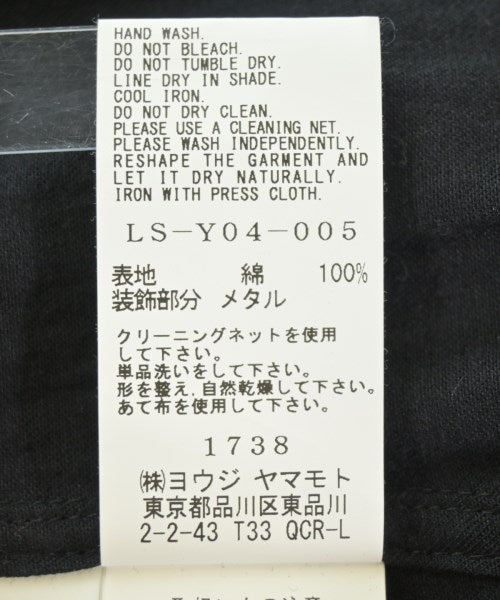 HAND WASH.
DO NOT BLEACH.
DO NOT TUMBLE DRY.
LINE DRY IN SHADE.
COOL IRON.
DO NOT DRY CLEAN.
PLEASE USE A CLEANING NET.
PLEASE WASH INDEPENDENTLY.
RESHAPE THE GARMENT AND
LET IT DRY NATURALLY.
IRON WITH PRESS CLOTH.
LS-Y04-005
表地 綿 100%
装飾部分 メタル
クリーニングネットを使用
して下さい。
単品洗いをして下さい。
形を整え,自然乾燥して下さい。
あて布を使用して下さい。
1738
㈱ヨウジ ヤマモト
東京都品川区東品川
2-2-43 T33 QCR-L